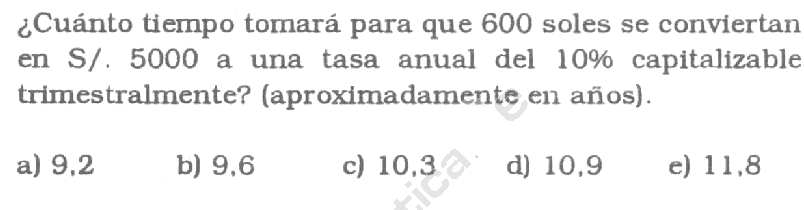 ¿Cuánto tiempo tomará para que 600 soles se conviertan
en S/. 5000 a una tasa anual del 10% capitalizable
trimestralmente? (aproximadamente en años).
a) 9,2 b) 9,6 c) 10,3 d) 10,9 e) 11,8